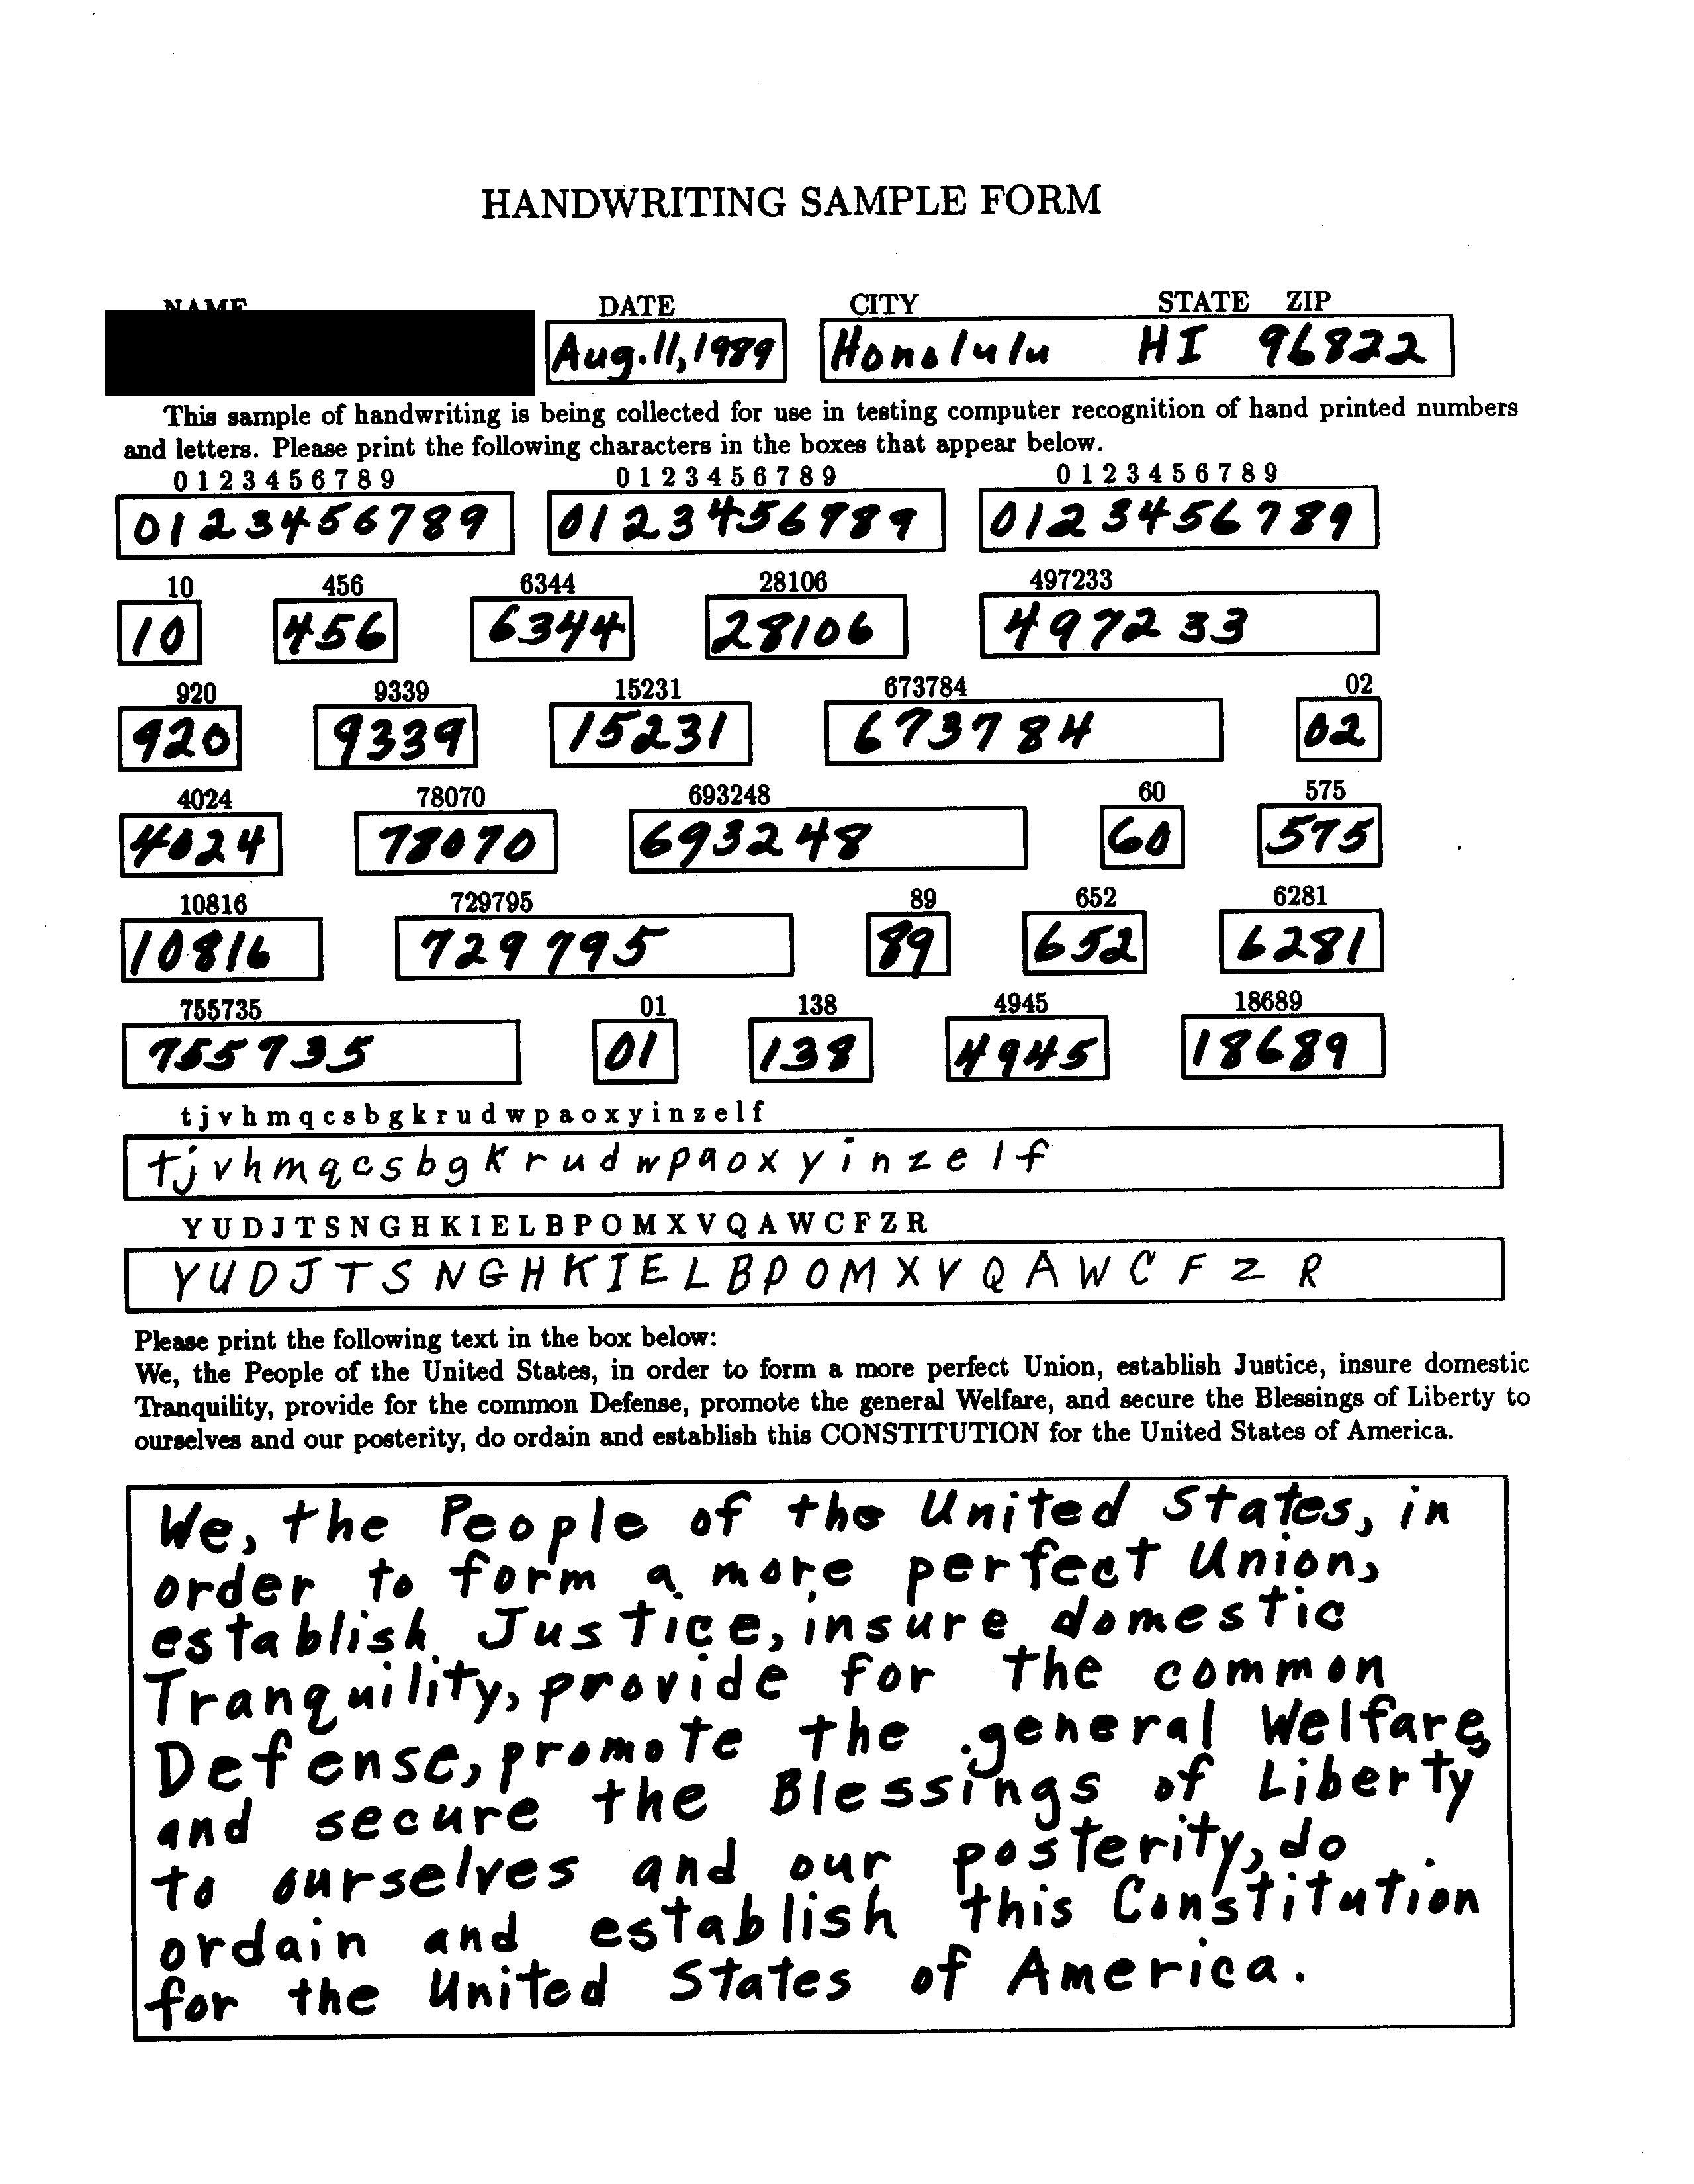 HANDWRITING SAMPLE FORM
NAME DATE CITY STATE ZIP
Aug. 11, 1989 Honolulu HI 96822
This sample of handwriting is being collected for use in testing computer recognition of hand printed numbers
and letters. Please print the following characters in the boxes that appear below.
0 1 2 3 4 5 6 7 8 9 0 1 2 3 4 5 6 7 8 9 0 1 2 3 4 5 6 7 8 9
0123456789 0123456789 0123456789
10 456 6344 28106 497233
10 456 6344 28106 497233
920 9339 15231 673784 02
920 9339 15231 673784 02
4024 78070 693248 60 575
4024 78070 693248 60 575
10816 729795 89 652 6281
10816 729795 89 652 6281
755735 01 138 4945 18689
755735 01 138 4945 18689
t j v h m q c s b g k r u d w p a o x y i n z e l f
t j v h m q c s b g k r u d w p a o x y i n z e l f
Y U D J T S N G H K I E L B P O M X V Q A W C F Z R
Y U D J T S N G H K I E L B P O M X V Q A W C F Z R
Please print the following text in the box below:
We, the People of the United States, in order to form a more perfect Union, establish Justice, insure domestic
Tranquility, provide for the common Defense, promote the general Welfare, and secure the Blessings of Liberty to
ourselves and our posterity, do ordain and establish this CONSTITUTION for the United States of America.
We, the People of the United States, in
order to form a more perfect Union,
establish Justice, insure domestic
Tranquility, provide for the common
Defense, promote the general Welfare,
and secure the Blessings of Liberty
to ourselves and our posterity, do
ordain and establish this Constitution
for the United States of America.